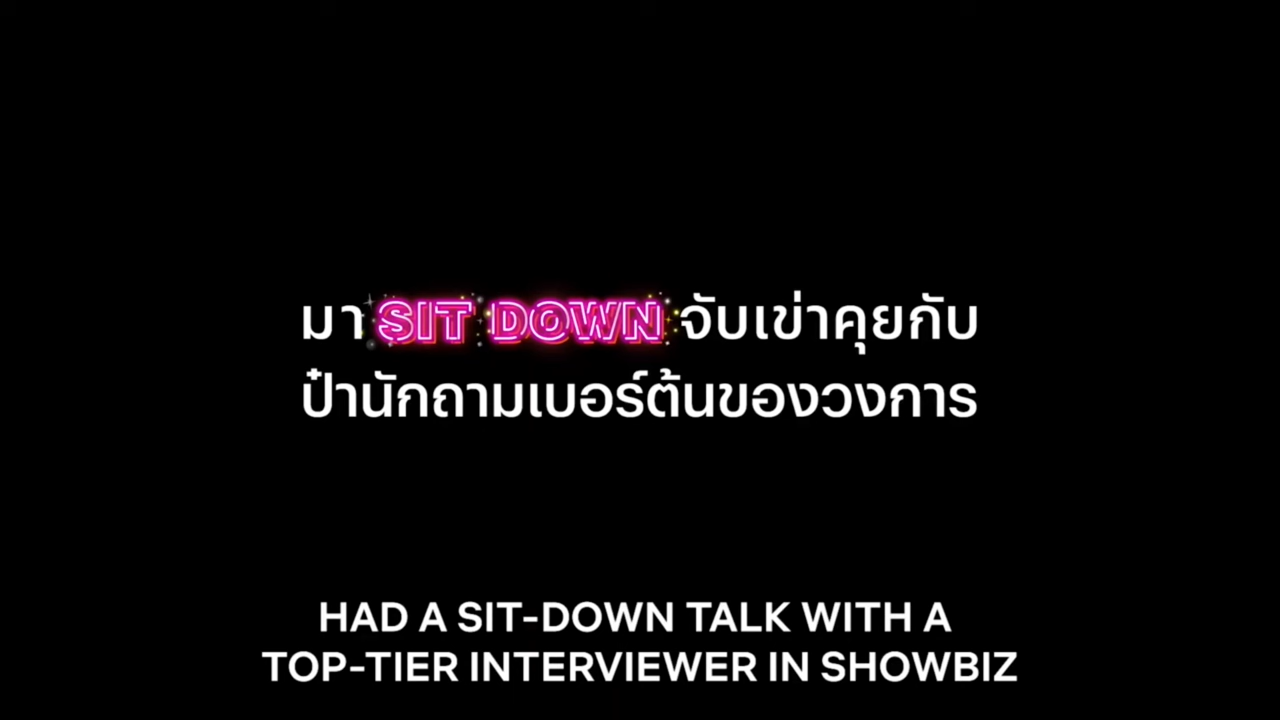 มา SIT DOWN จับเข่าคุยกับ
ป๋านักถามเบอร์ต้นของวงการ
HAD A SIT-DOWN TALK WITH A
TOP-TIER INTERVIEWER IN SHOWBIZ